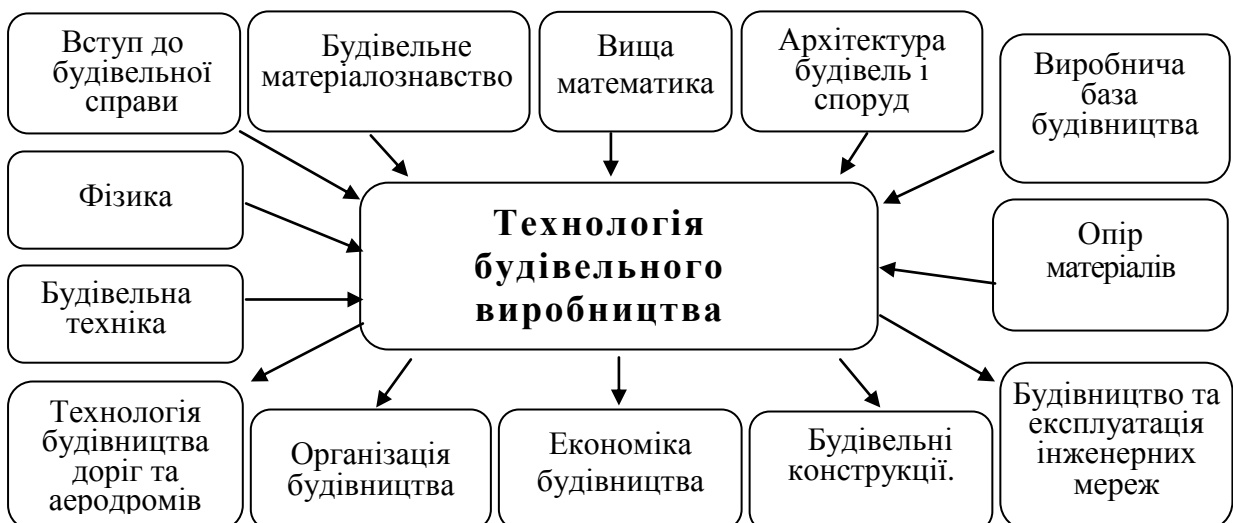 Вступ до
будівельної
справи
Будівельне
матеріалознавство
Вища
математика
Архітектура
будівель і
споруд
Виробнича
база
будівництва
Фізика
Технологія
будівельного
виробництва
Опір
матеріалів
Будівельна
техніка
Технологія
будівництва
доріг та
аеродромів
Організація
будівництва
Економіка
будівництва
Будівельні
конструкції.
Будівництво та
експлуатація
інженерних
мереж